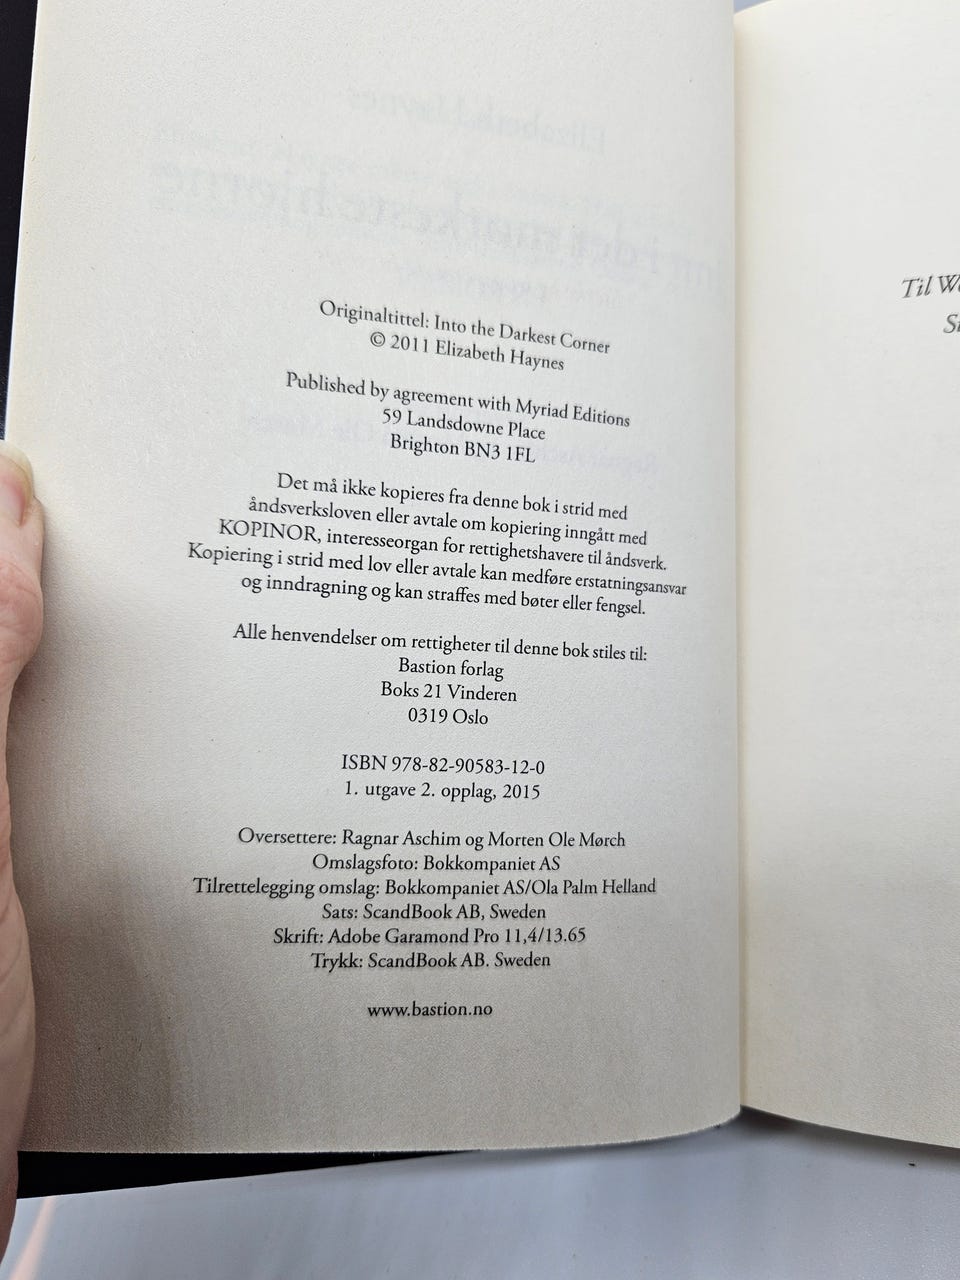 Originaltittel: Into the Darkest Corner
© 2011 Elizabeth Haynes
Published by agreement with Myriad Editions
59 Landsdowne Place
Brighton BN3 1FL
Det må ikke kopieres fra denne bok i strid med
åndsverksloven eller avtale om kopiering inngått med
KOPINOR, interesseorgan for rettighetshavere til åndsverk.
Kopiering i strid med lov eller avtale kan medføre erstatningsansvar
og inndragning og kan straffes med bøter eller fengsel.
Alle henvendelser om rettigheter til denne bok stiles til:
Bastion forlag
Boks 21 Vinderen
0319 Oslo
ISBN 978-82-90583-12-0
1. utgave 2. opplag, 2015
Oversettere: Ragnar Aschim og Morten Ole Mørch
Omslagsfoto: Bokkompaniet AS
Tilrettelegging omslag: Bokkompaniet AS/Ola Palm Helland
Sats: ScandBook AB, Sweden
Skrift: Adobe Garamond Pro 11,4/13.65
Trykk: ScandBook AB. Sweden
www.bastion.no
Til